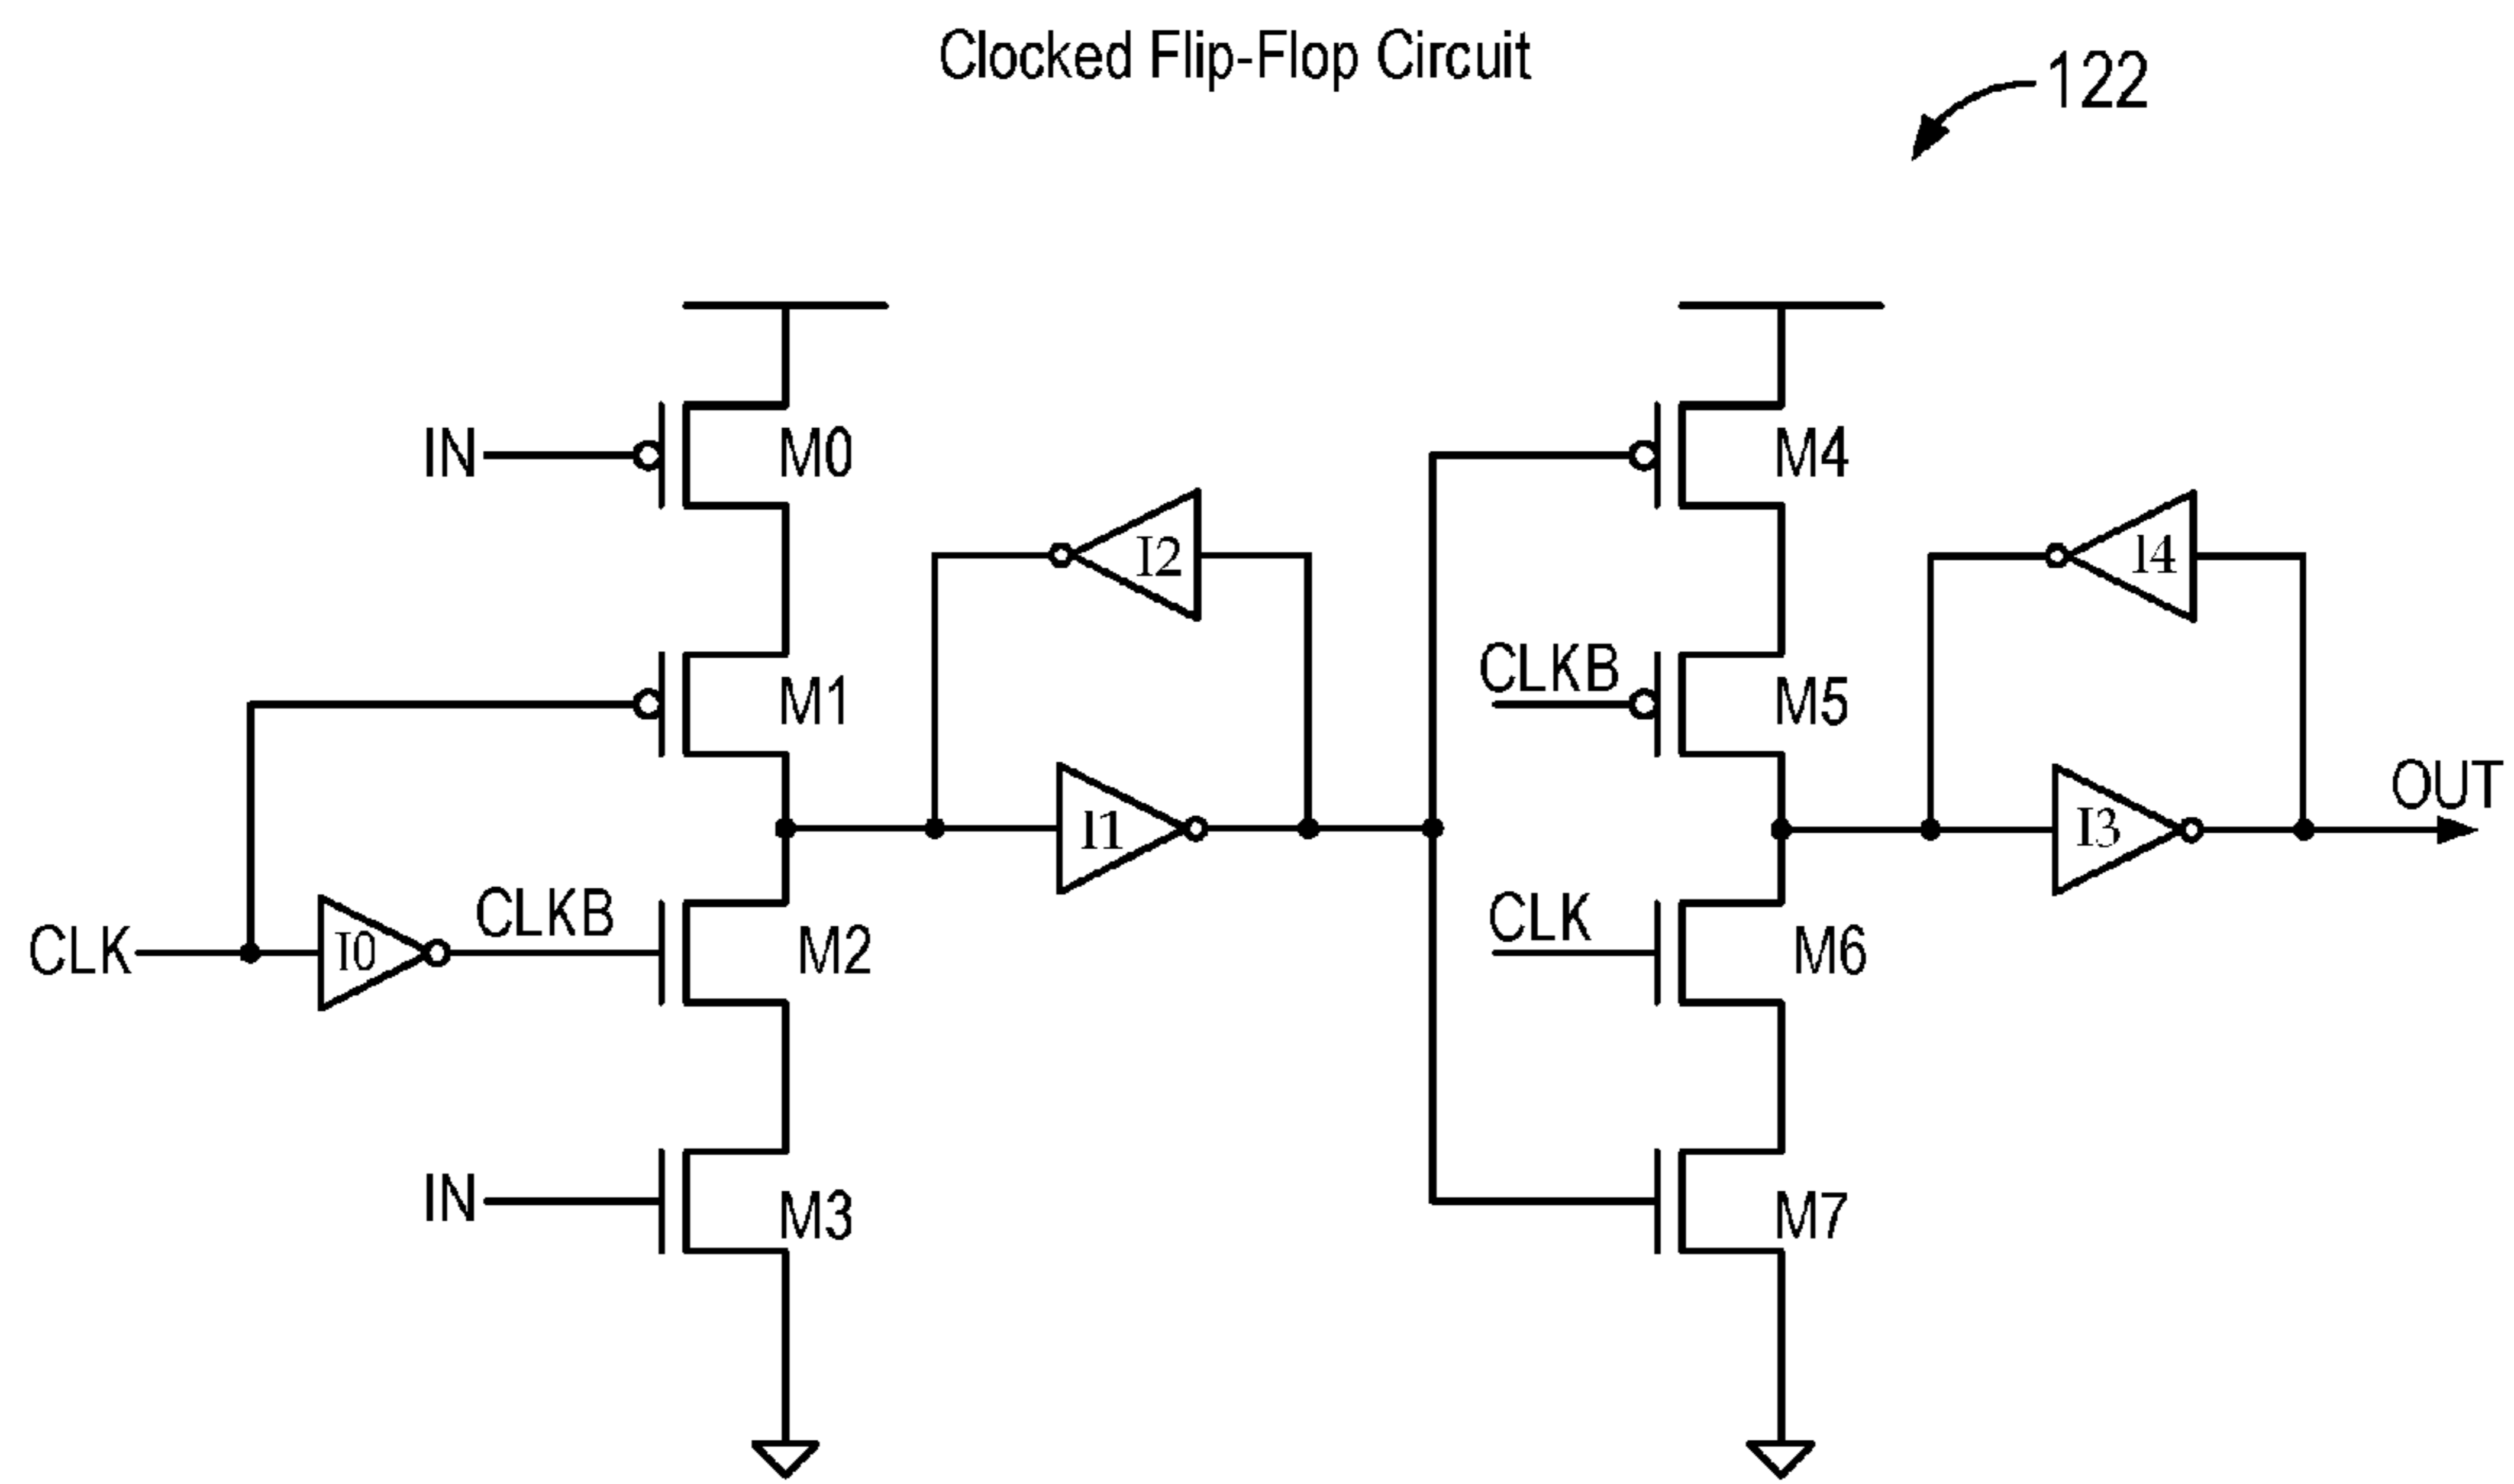 Clocked Flip-Flop Circuit
122
IN
M0
M4
I2
I4
CLKB
M1
M5
OUT
I1
I3
CLK
I0
CLKB
M2
CLK
M6
IN
M3
M7